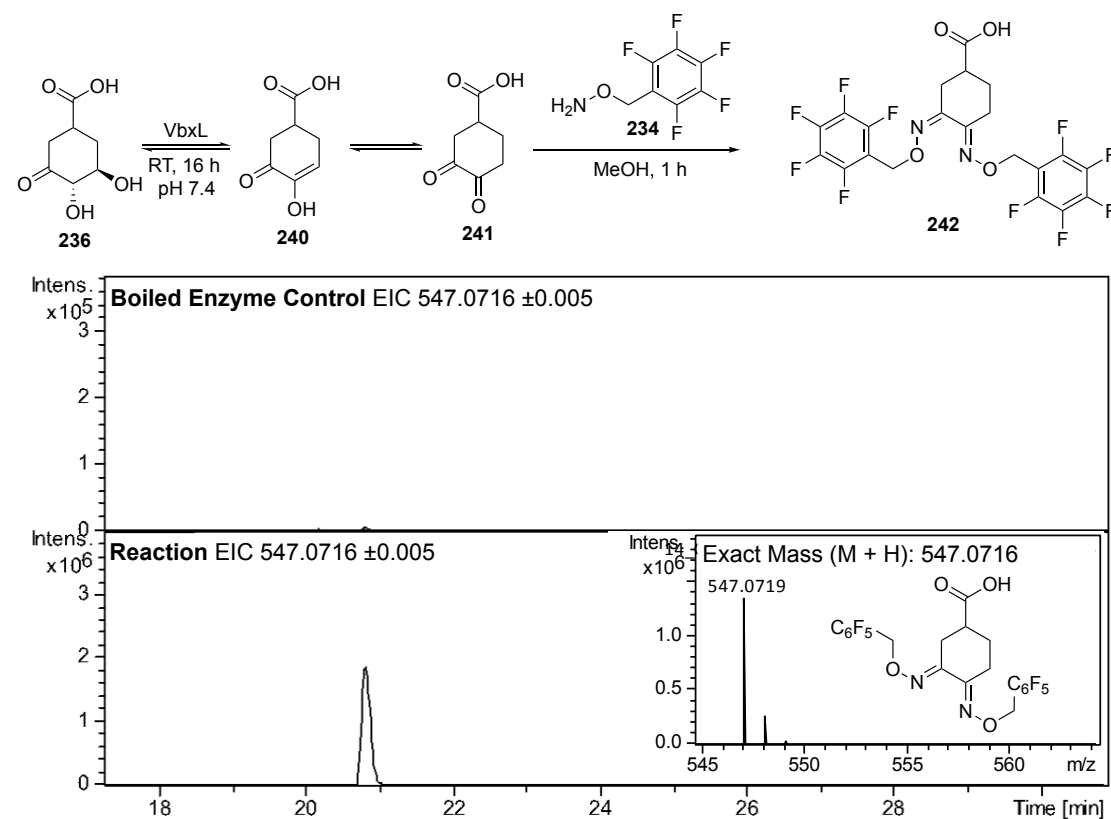 O OH
O
OH
OH
236
VbxL
RT, 16 h
pH 7.4
O OH
O
OH
240
O OH
O
O
241
F
F F
H2N O
F
F
234
MeOH, 1 h
O OH
F
F F
F
F
O N
N O
F
F
F
F
F
242
Intens.
x10^5
Boiled Enzyme Control EIC 547.0716 ±0.005
3
2
1
0
Intens.
x10^6
Reaction EIC 547.0716 ±0.005
3
2
1
0
Intens.
x10^6
Exact Mass (M + H): 547.0716
547.0719
1.0
0.5
0.0
545 550 555 560 m/z
O OH
C6F5
O N
N O
C6F5
18 20 22 24 26 28 Time [min]